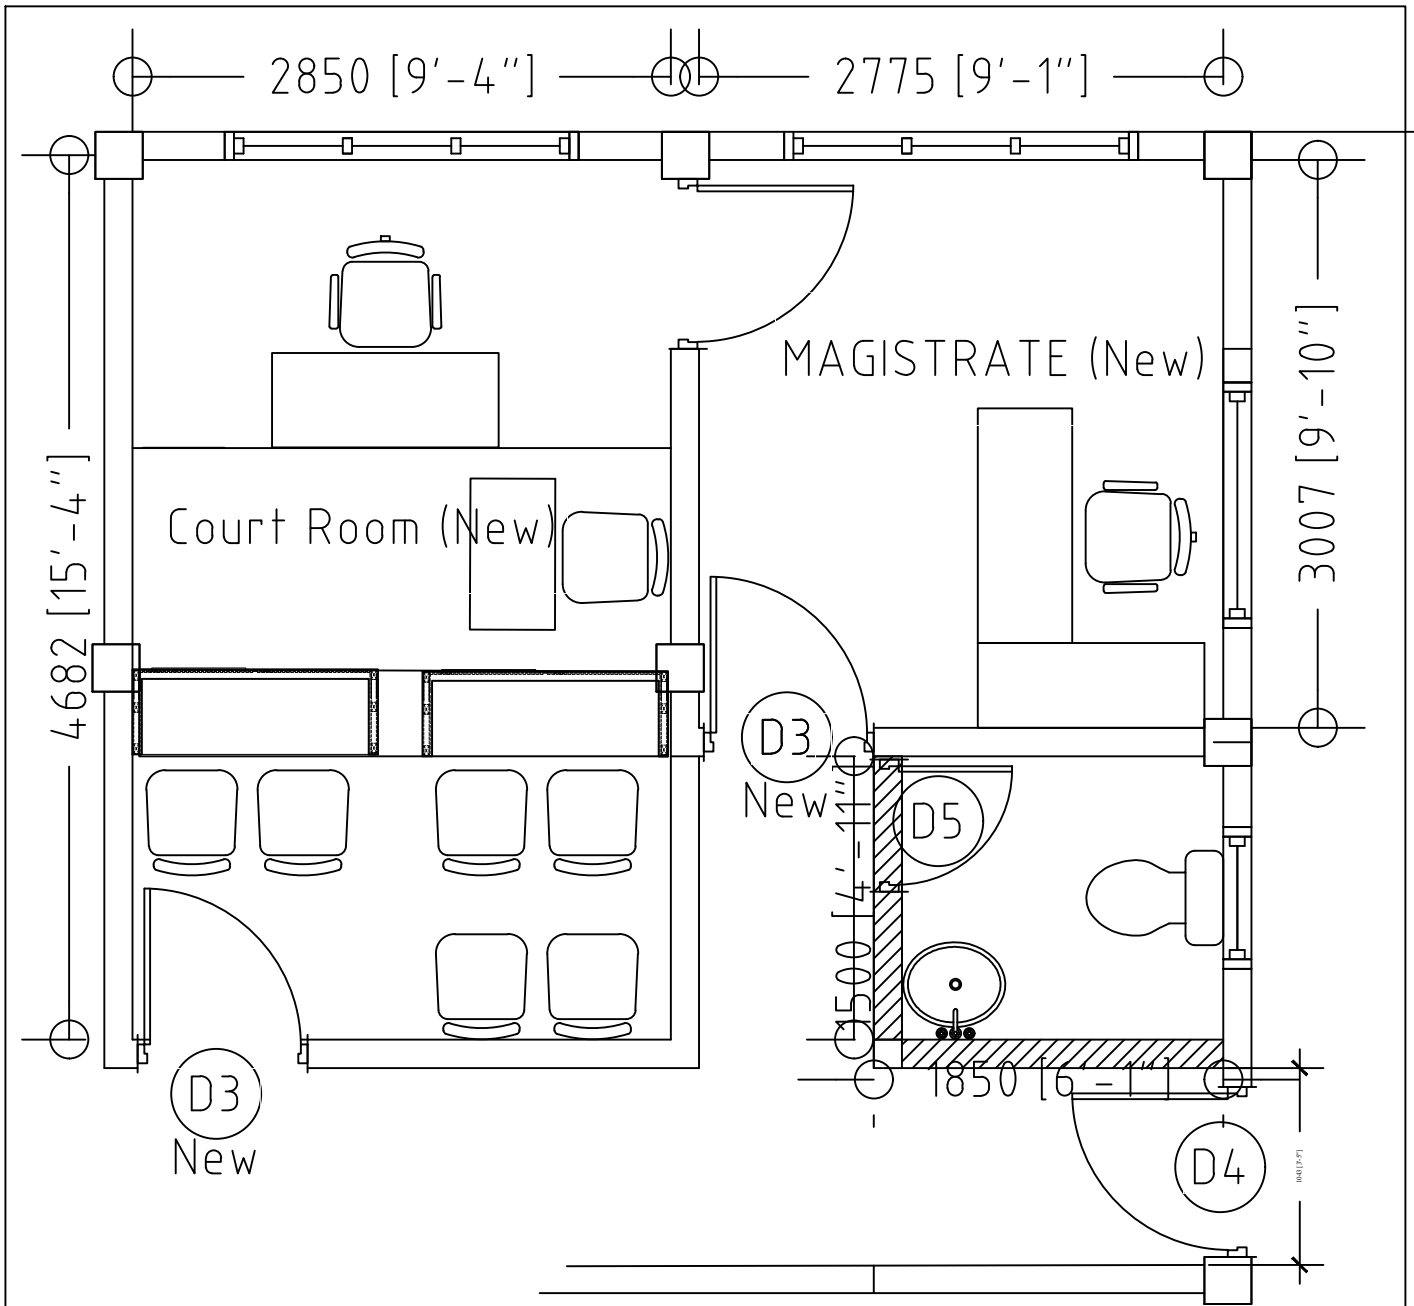 2850 [9'-4"]
2775 [9'-1"]
MAGISTRATE (New)
3007 [9'-10"]
4682 [15'-4"]
Court Room (New)
D3
New
D5
1500 [4'-11"]
1850 [6'-1"]
D3
New
D4